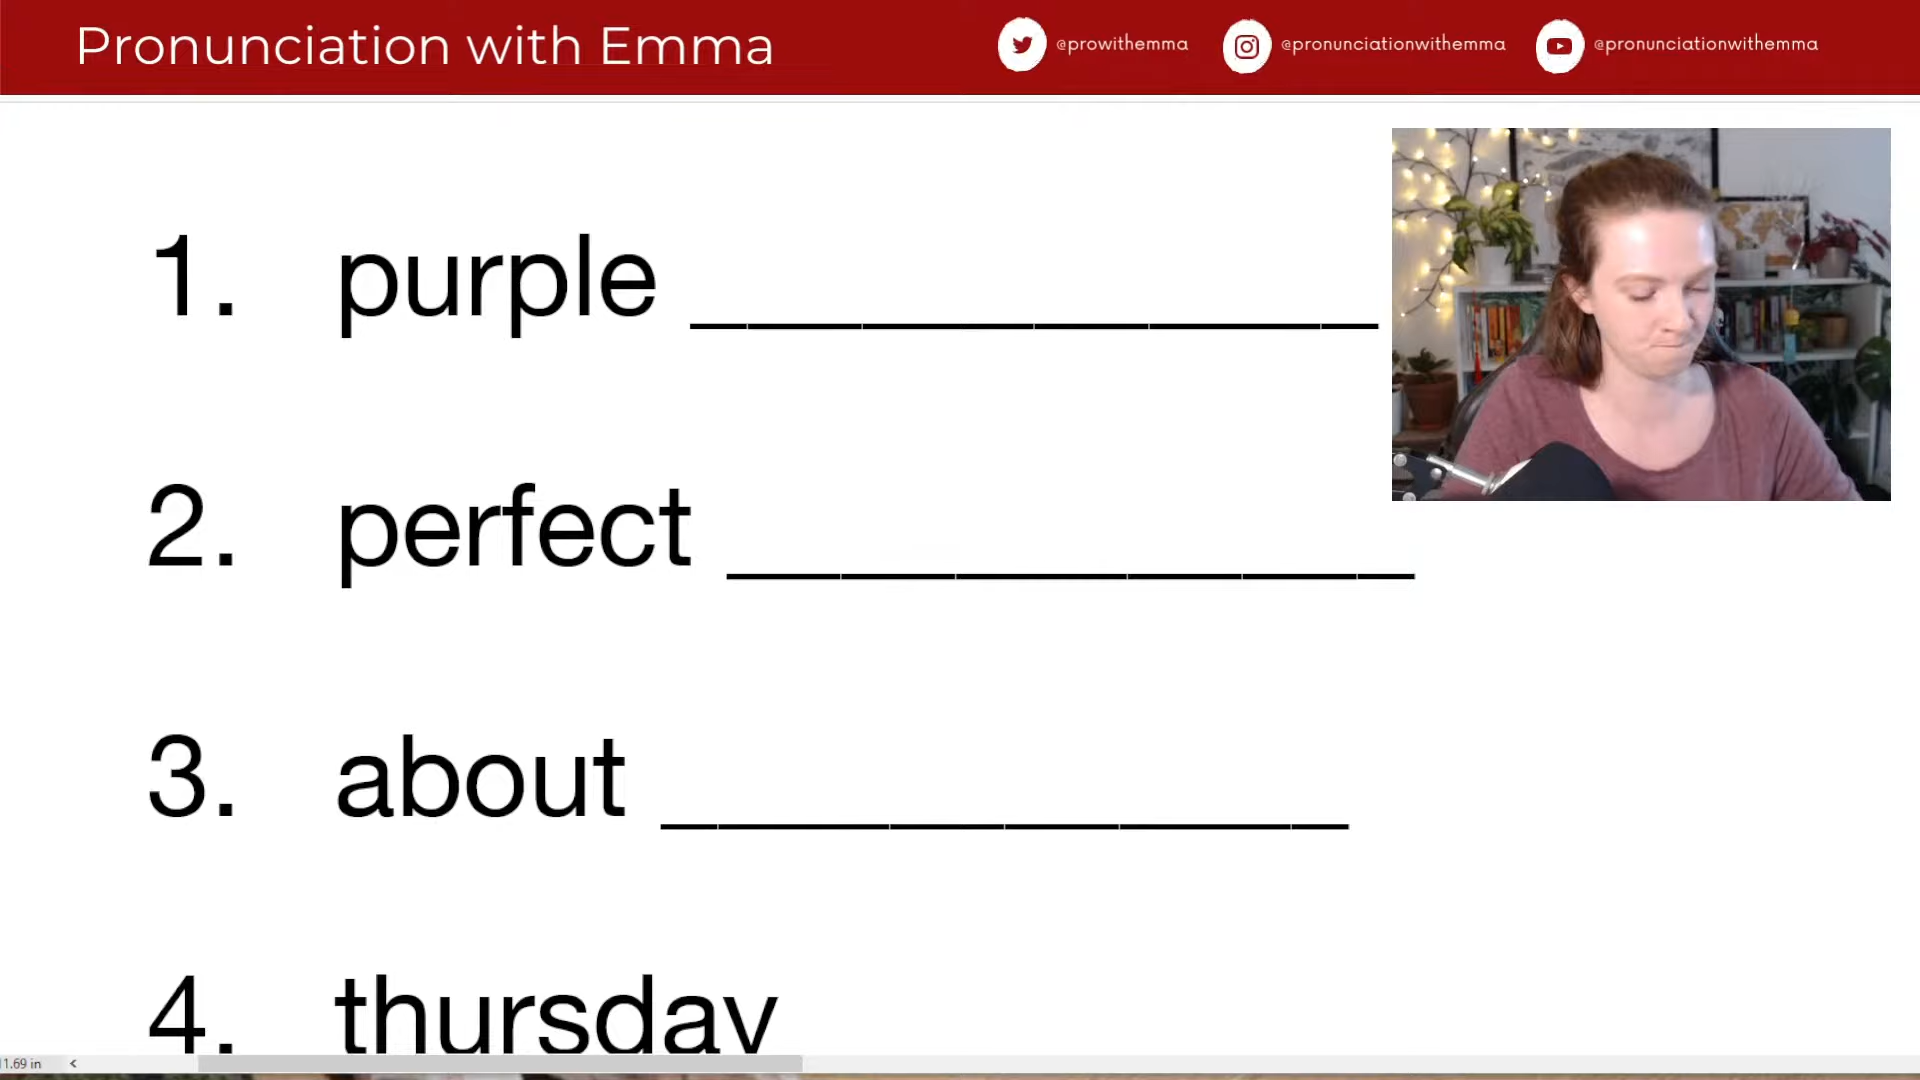 Pronunciation with Emma
@prowithemma
@pronunciationwithemma
@pronunciationwithemma
1. purple ____________
2. perfect ____________
3. about ____________
4. thursday
1.69 in